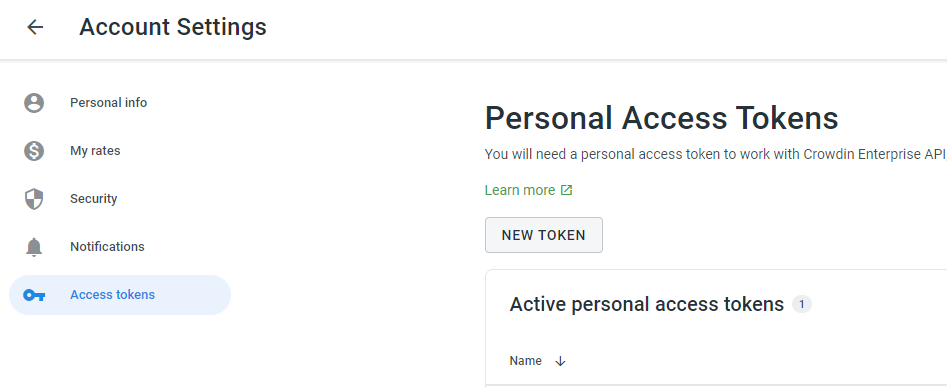 Account Settings
Personal info
My rates
Security
Notifications
Access tokens
Personal Access Tokens
You will need a personal access token to work with Crowdin Enterprise API
Learn more
NEW TOKEN
Active personal access tokens 1
Name